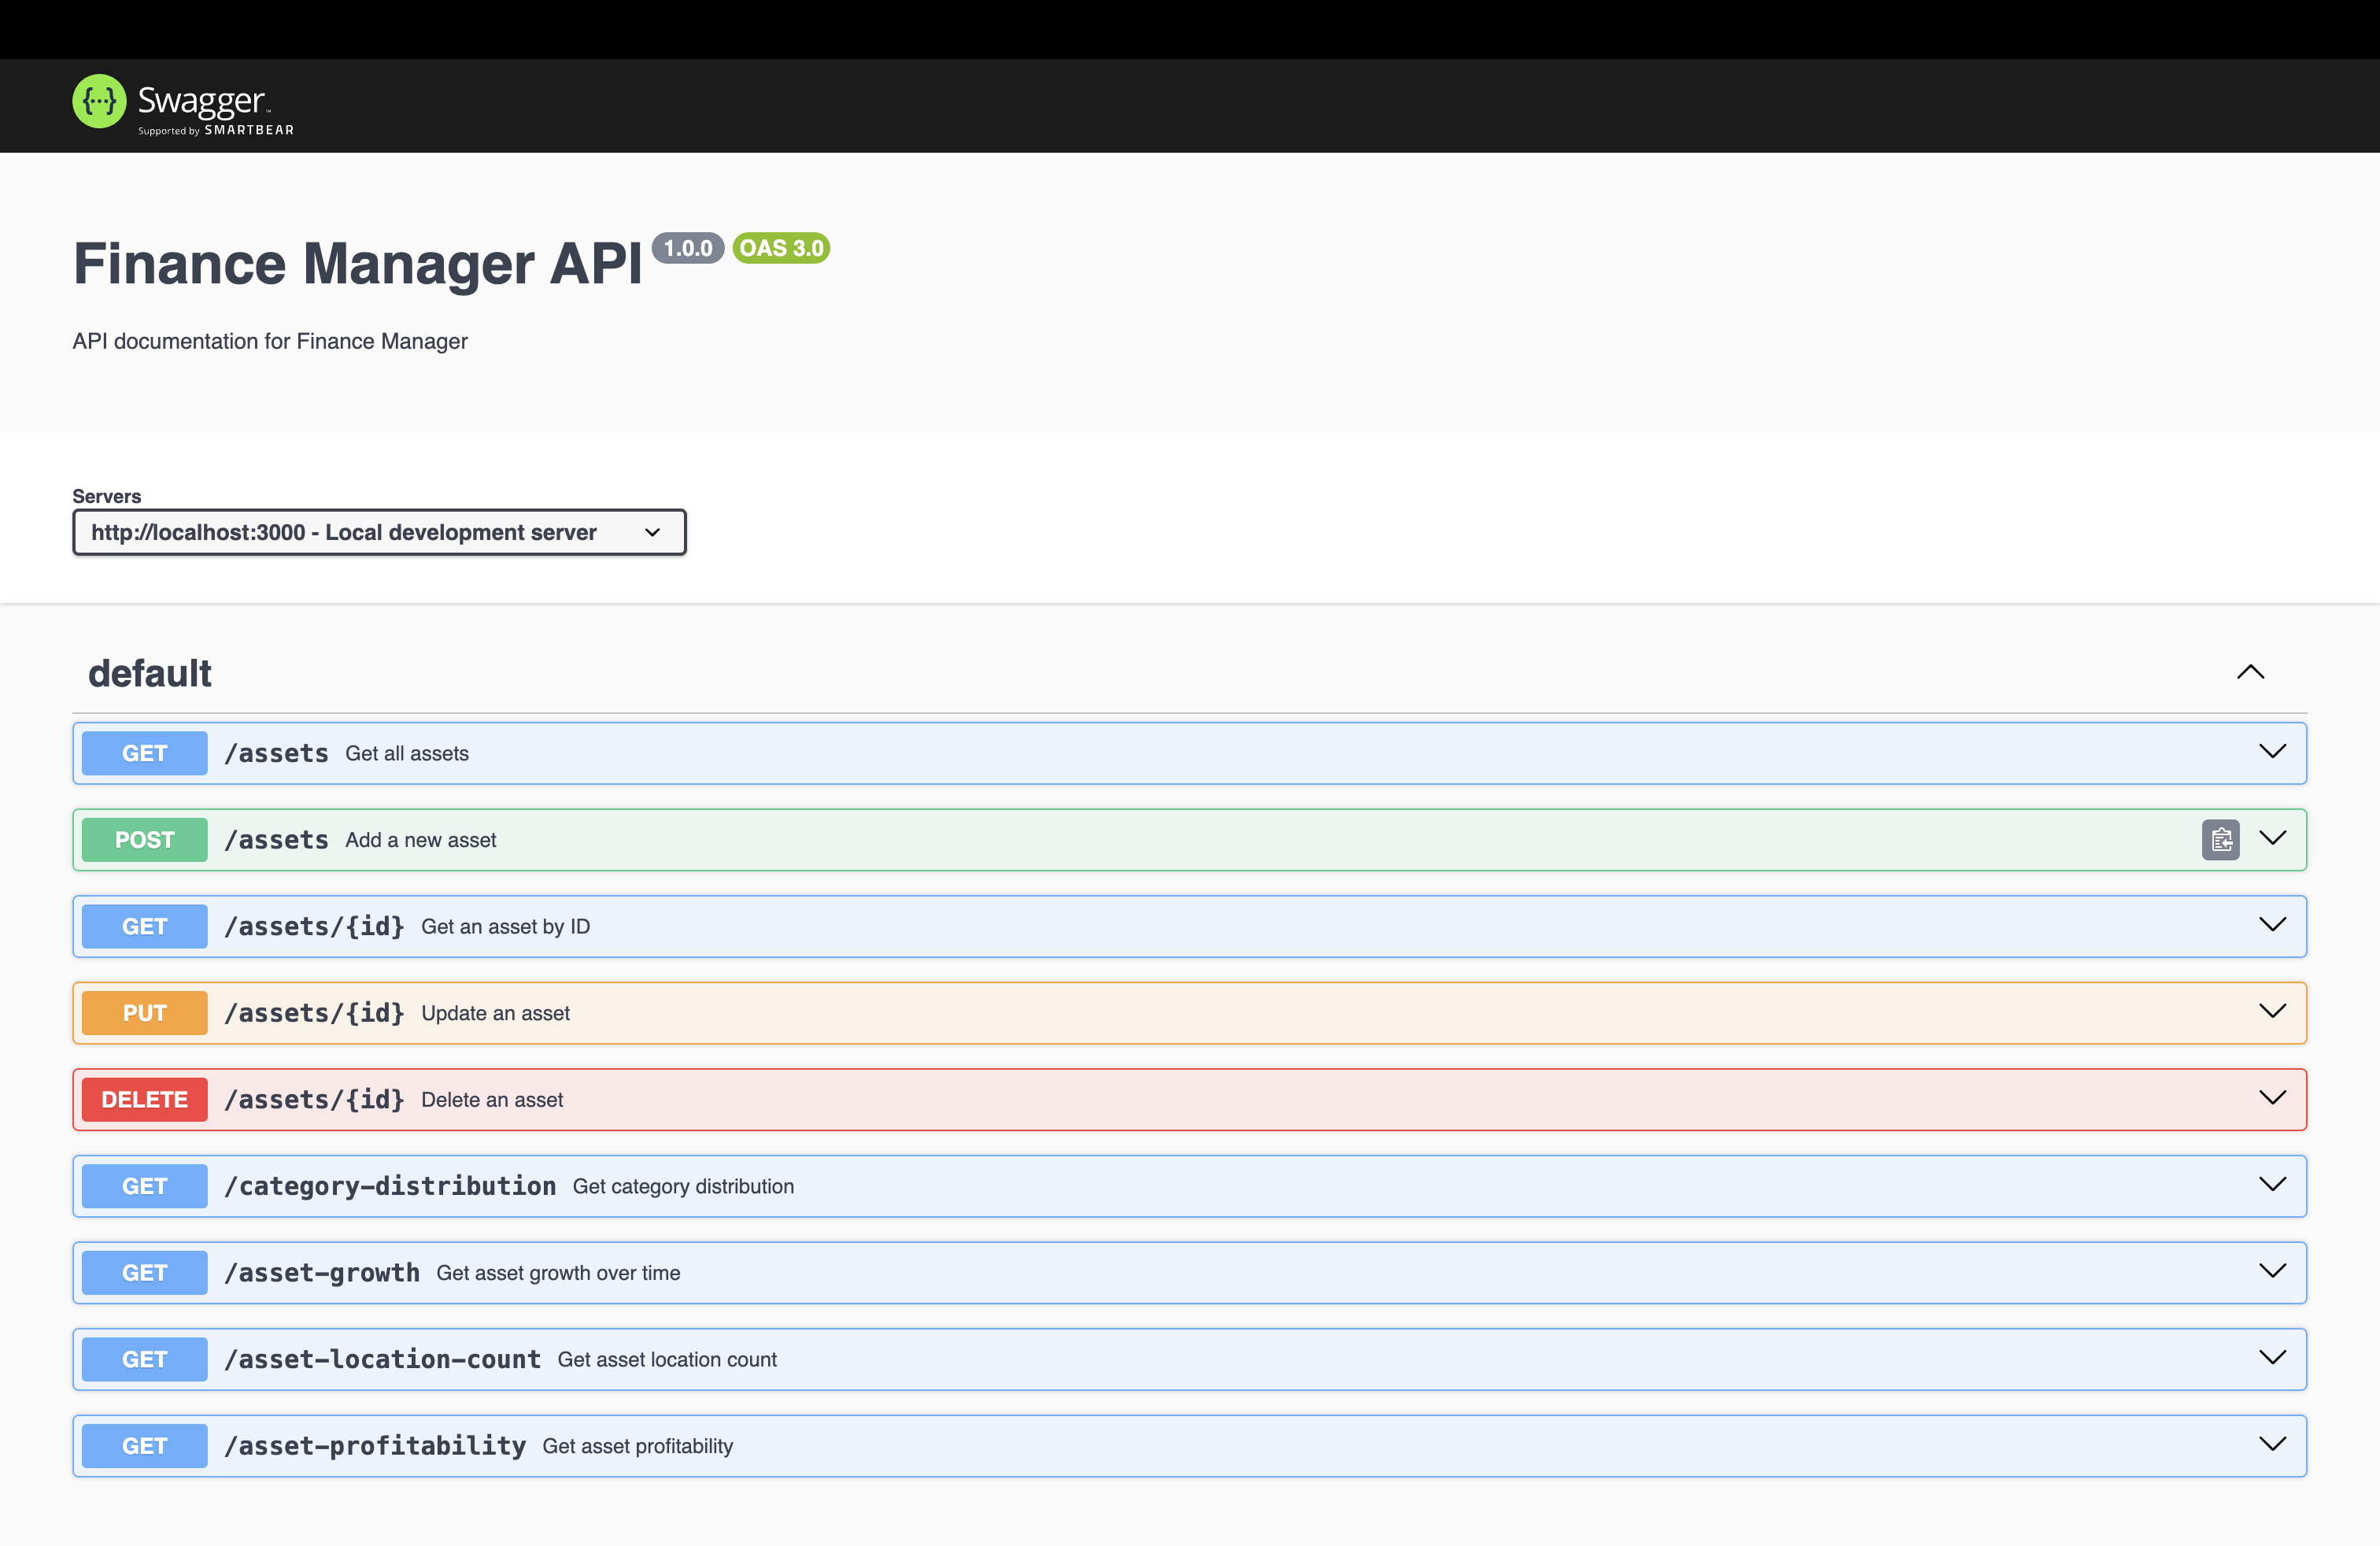 {···} Swagger™
Supported by SMARTBEAR
Finance Manager API 1.0.0 OAS 3.0
API documentation for Finance Manager
Servers
http://localhost:3000 - Local development server
default
GET /assets Get all assets
POST /assets Add a new asset
GET /assets/{id} Get an asset by ID
PUT /assets/{id} Update an asset
DELETE /assets/{id} Delete an asset
GET /category-distribution Get category distribution
GET /asset-growth Get asset growth over time
GET /asset-location-count Get asset location count
GET /asset-profitability Get asset profitability